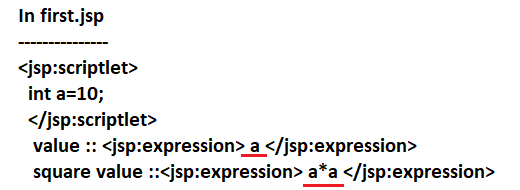 In first.jsp
---------------
<jsp:scriptlet>
int a=10;
</jsp:scriptlet>
value :: <jsp:expression> a </jsp:expression>
square value ::<jsp:expression> a*a </jsp:expression>